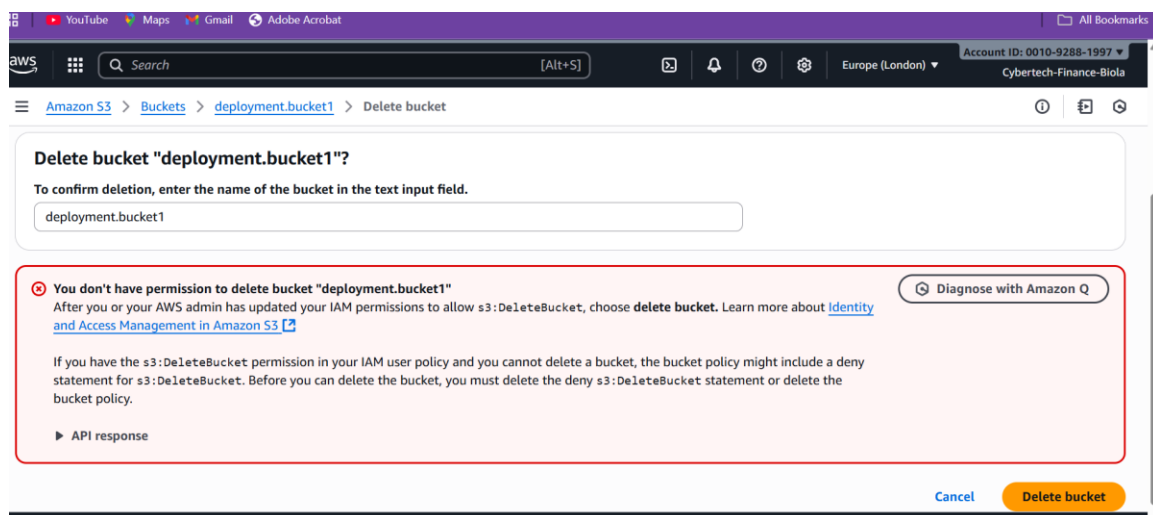 YouTube Maps Gmail Adobe Acrobat All Bookmarks
aws Search [Alt+S] Europe (London) Account ID: 0010-9288-1997
Cybertech-Finance-Biola
Amazon S3 > Buckets > deployment.bucket1 > Delete bucket
Delete bucket "deployment.bucket1"?
To confirm deletion, enter the name of the bucket in the text input field.
deployment.bucket1
You don't have permission to delete bucket "deployment.bucket1" Diagnose with Amazon Q
After you or your AWS admin has updated your IAM permissions to allow s3:DeleteBucket, choose delete bucket. Learn more about Identity
and Access Management in Amazon S3
If you have the s3:DeleteBucket permission in your IAM user policy and you cannot delete a bucket, the bucket policy might include a deny
statement for s3:DeleteBucket. Before you can delete the bucket, you must delete the deny s3:DeleteBucket statement or delete the
bucket policy.
API response
Cancel Delete bucket